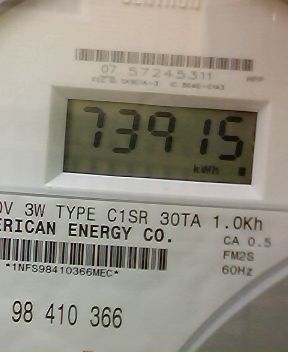 07 57245311 HPP
73915
kWh
0V 3W TYPE C1SR 30TA 1.0Kh
ERICAN ENERGY CO. CA 0.5
FM2S
*1NFS98410366MEC* 60Hz
98 410 366